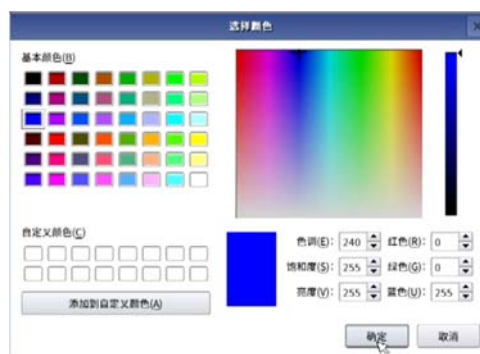 选择颜色
基本颜色(B)
自定义颜色(C)
添加到自定义颜色(A)
色调(E): 240 红色(R): 0
饱和度(S): 255 绿色(G): 0
亮度(V): 255 蓝色(U): 255
确定 取消